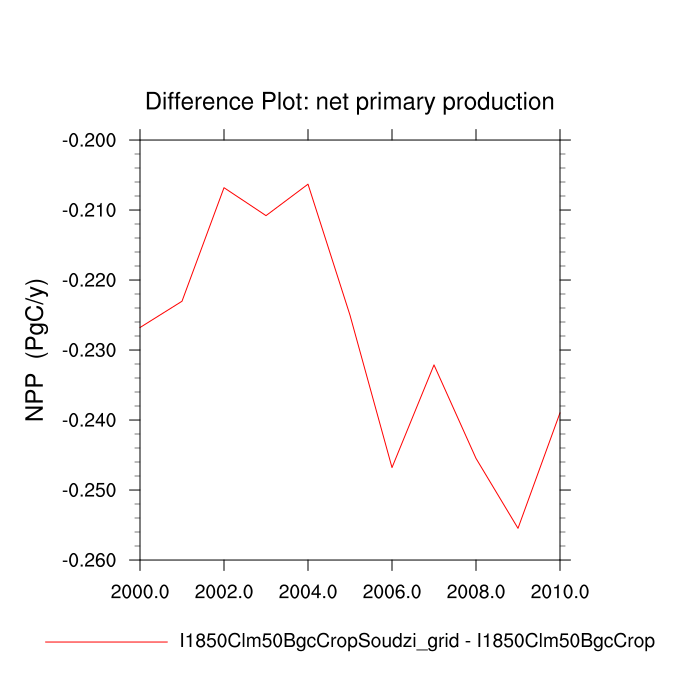 Difference Plot: net primary production
NPP (PgC/y)
-0.200
-0.210
-0.220
-0.230
-0.240
-0.250
-0.260
2000.0 2002.0 2004.0 2006.0 2008.0 2010.0
I1850Clm50BgcCropSoudzi_grid - I1850Clm50BgcCrop